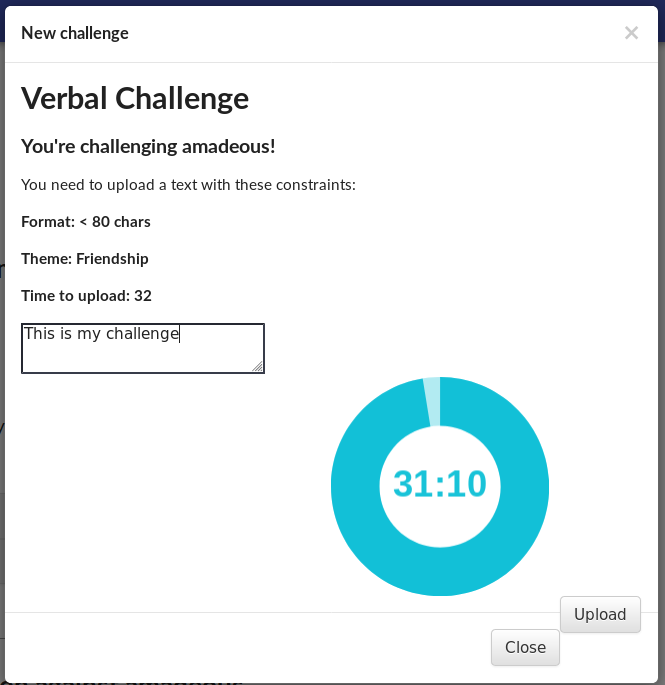 New challenge
×
Verbal Challenge
You're challenging amadeous!
You need to upload a text with these constraints:
Format: < 80 chars
Theme: Friendship
Time to upload: 32
This is my challenge
31:10
Upload
Close